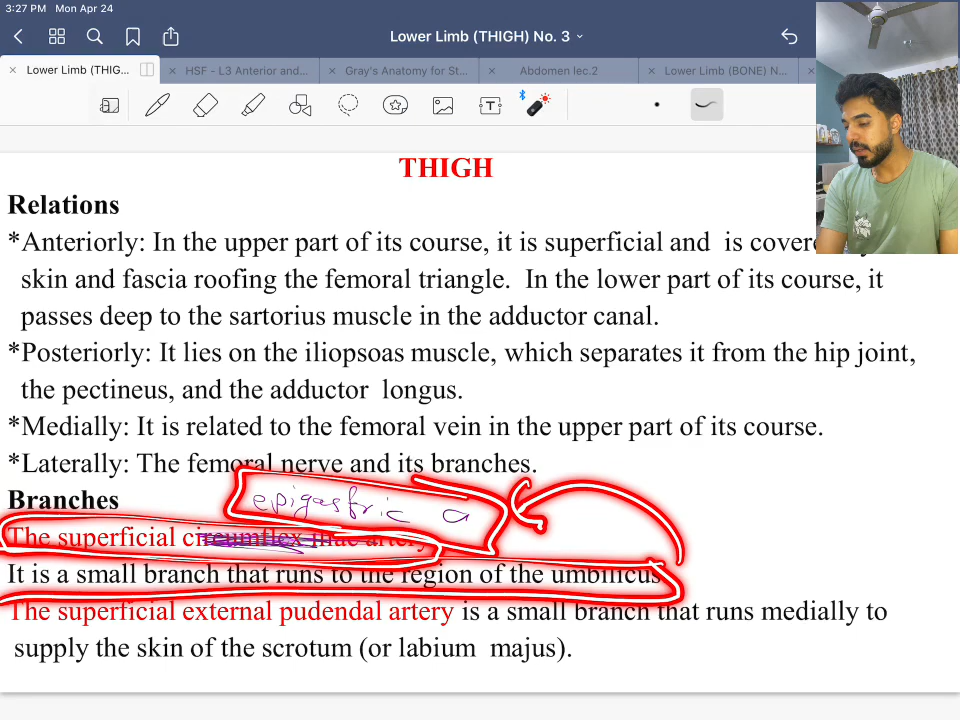 3:27 PM Mon Apr 24
Lower Limb (THIGH) No. 3
Lower Limb (THIG...
HSF - L3 Anterior and...
Gray's Anatomy for St...
Abdomen lec.2
Lower Limb (BONE) N...
THIGH
Relations
*Anteriorly: In the upper part of its course, it is superficial and is
skin and fascia roofing the femoral triangle. In the lower part of its course, it
passes deep to the sartorius muscle in the adductor canal.
*Posteriorly: It lies on the iliopsoas muscle, which separates it from the hip joint,
the pectineus, and the adductor longus.
*Medially: It is related to the femoral vein in the upper part of its course.
*Laterally: The femoral nerve and its branches.
Branches
epigastric a
The superficial circumflex iliac artery
It is a small branch that runs to the region of the umbilicus
The superficial external pudendal artery is a small branch that runs medially to
supply the skin of the scrotum (or labium majus).